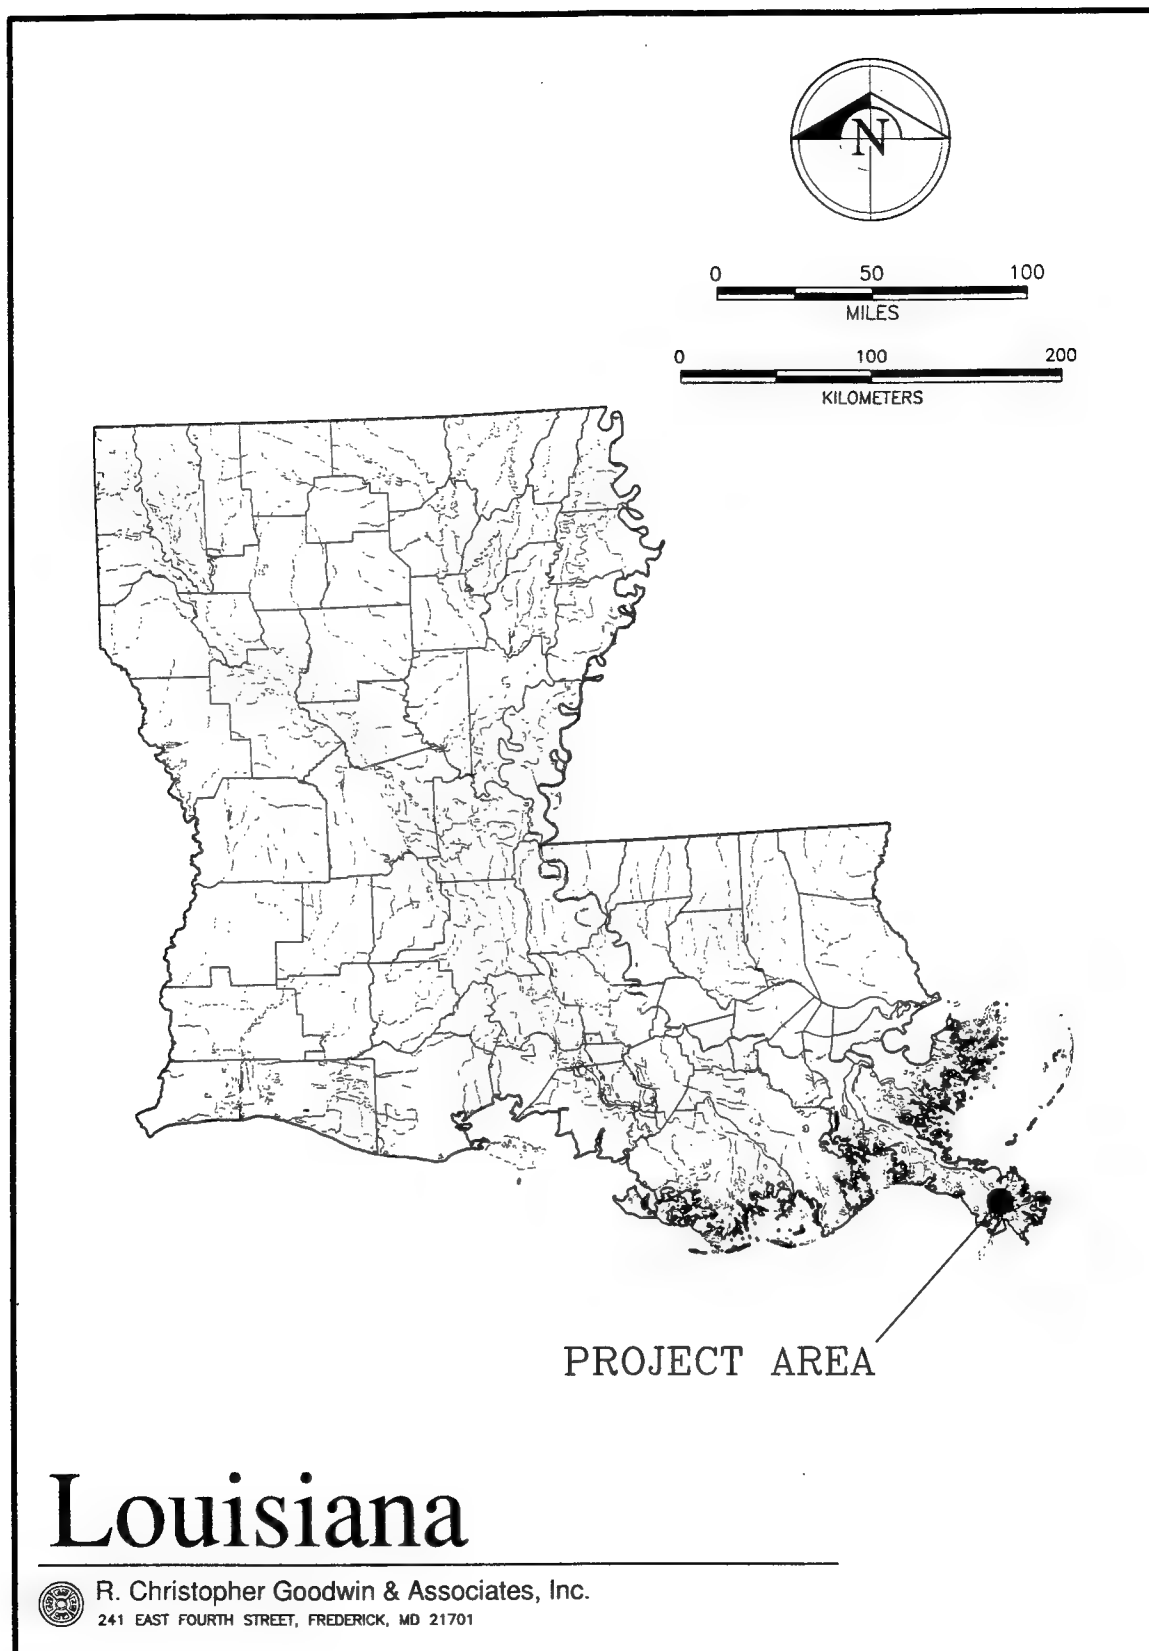 N
0 50 100
MILES
0 100 200
KILOMETERS
PROJECT AREA
Louisiana
R. Christopher Goodwin & Associates, Inc.
241 EAST FOURTH STREET, FREDERICK, MD 21701